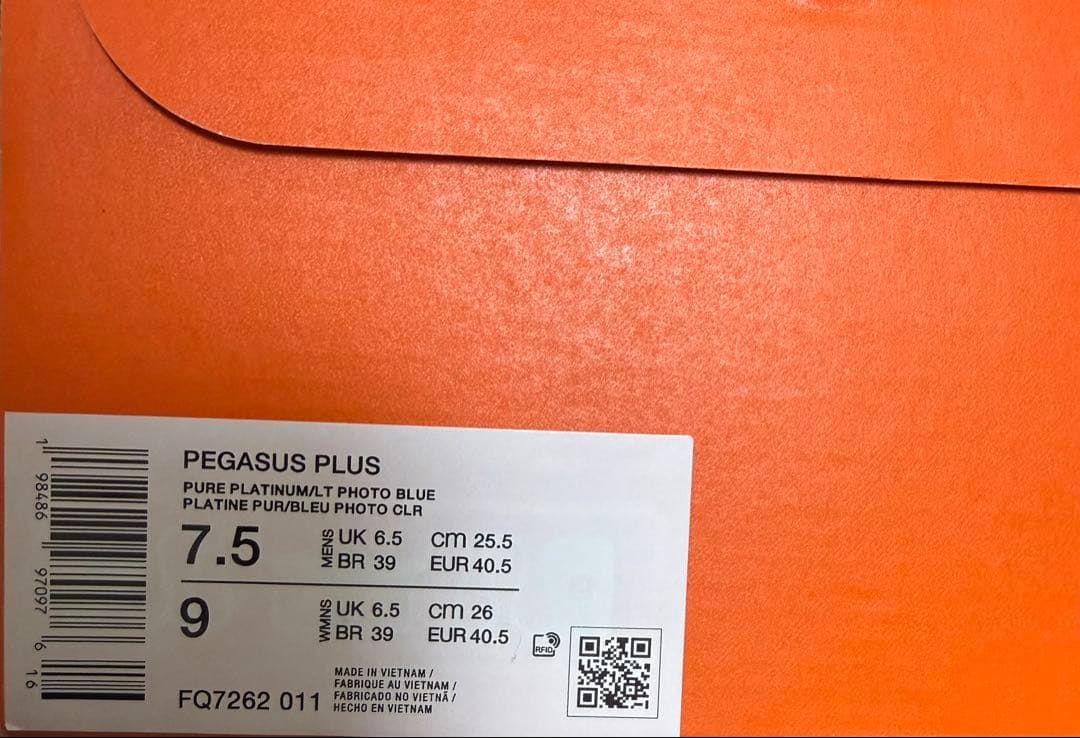 PEGASUS PLUS
PURE PLATINUM/LT PHOTO BLUE
PLATINE PUR/BLEU PHOTO CLR
7.5 MENS UK 6.5 cm 25.5
BR 39 EUR 40.5
9 WMNS UK 6.5 cm 26
BR 39 EUR 40.5
RFID
MADE IN VIETNAM /
FABRIQUE AU VIETNAM /
FABRICADO NO VIETNÃ /
HECHO EN VIETNAM
FQ7262 011
1 98486 97097 6 16